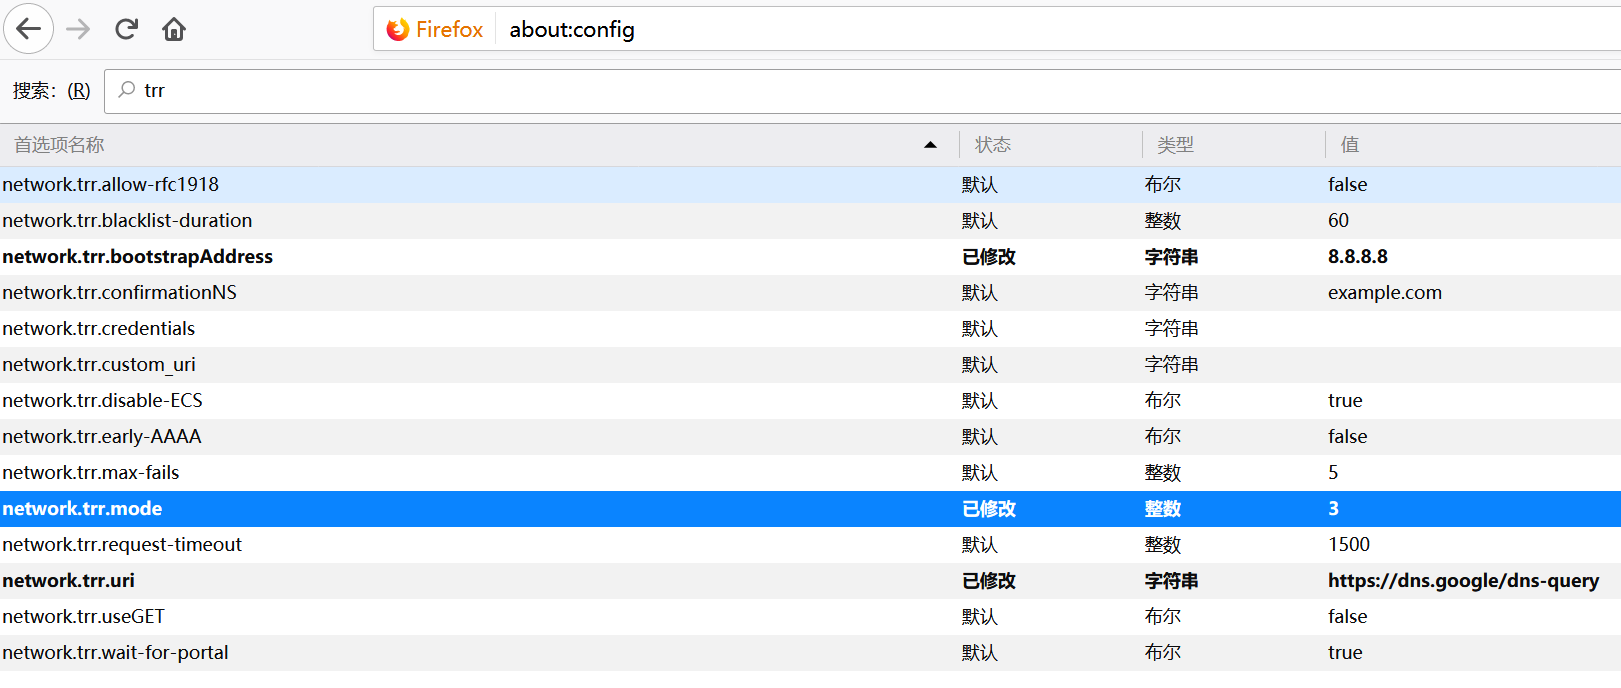 Firefox about:config
搜索：(R) trr
首选项名称 状态 类型 值
network.trr.allow-rfc1918 默认 布尔 false
network.trr.blacklist-duration 默认 整数 60
network.trr.bootstrapAddress 已修改 字符串 8.8.8.8
network.trr.confirmationNS 默认 字符串 example.com
network.trr.credentials 默认 字符串
network.trr.custom_uri 默认 字符串
network.trr.disable-ECS 默认 布尔 true
network.trr.early-AAAA 默认 布尔 false
network.trr.max-fails 默认 整数 5
network.trr.mode 已修改 整数 3
network.trr.request-timeout 默认 整数 1500
network.trr.uri 已修改 字符串 https://dns.google/dns-query
network.trr.useGET 默认 布尔 false
network.trr.wait-for-portal 默认 布尔 true